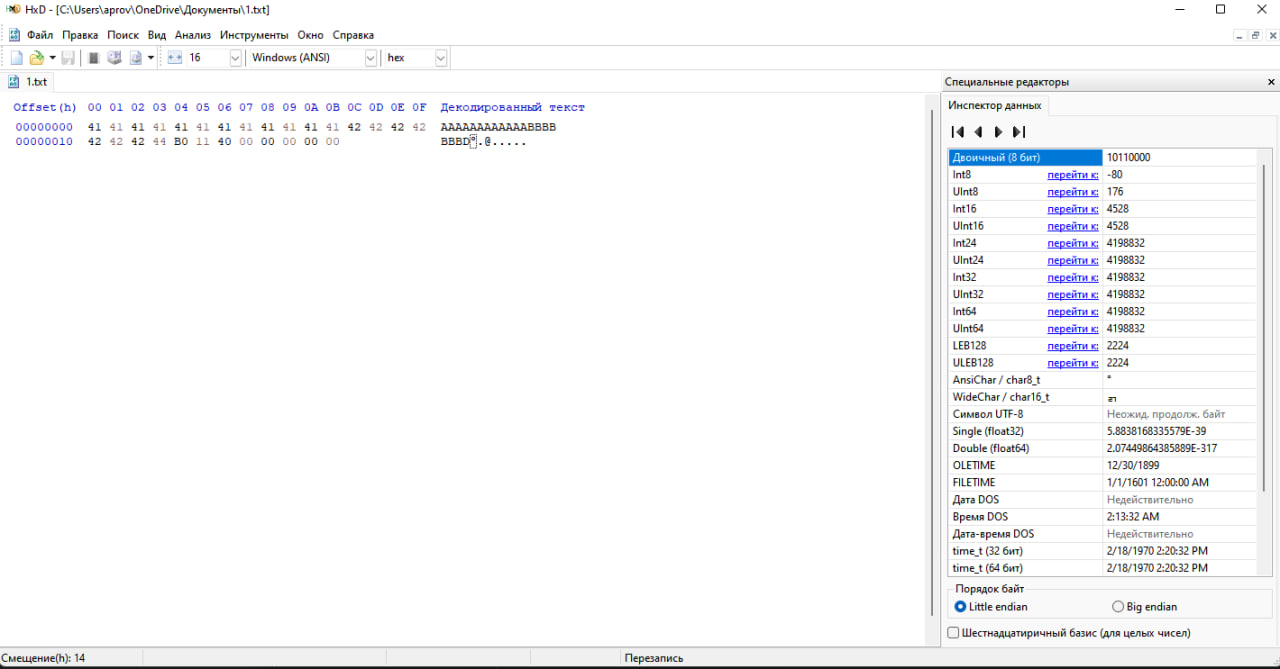 HxD - [C:\Users\aprov\OneDrive\Документы\1.txt]
Файл Правка Поиск Вид Анализ Инструменты Окно Справка
16 Windows (ANSI) hex
1.txt
Offset(h) 00 01 02 03 04 05 06 07 08 09 0A 0B 0C 0D 0E 0F Декодированный текст
00000000 41 41 41 41 41 41 41 41 41 41 41 41 42 42 42 42 AAAAAAAAAAAABBBB
00000010 42 42 42 44 B0 11 40 00 00 00 00 00 BBBD°.@.....
Специальные редакторы
Инспектор данных
Двоичный (8 бит) 10110000
Int8 перейти к: -80
UInt8 перейти к: 176
Int16 перейти к: 4528
UInt16 перейти к: 4528
Int24 перейти к: 4198832
UInt24 перейти к: 4198832
Int32 перейти к: 4198832
UInt32 перейти к: 4198832
Int64 перейти к: 4198832
UInt64 перейти к: 4198832
LEB128 перейти к: 2224
ULEB128 перейти к: 2224
AnsiChar / char8_t °
WideChar / char16_t
Символ UTF-8 Неожид. продолж. байт
Single (float32) 5.8838168335579E-39
Double (float64) 2.07449864385889E-317
OLETIME 12/30/1899
FILETIME 1/1/1601 12:00:00 AM
Дата DOS Недействительно
Время DOS 2:13:32 AM
Дата-время DOS Недействительно
time_t (32 бит) 2/18/1970 2:20:32 PM
time_t (64 бит) 2/18/1970 2:20:32 PM
Порядок байт
Little endian Big endian
Шестнадцатиричный базис (для целых чисел)
Смещение(h): 14 Перезапись